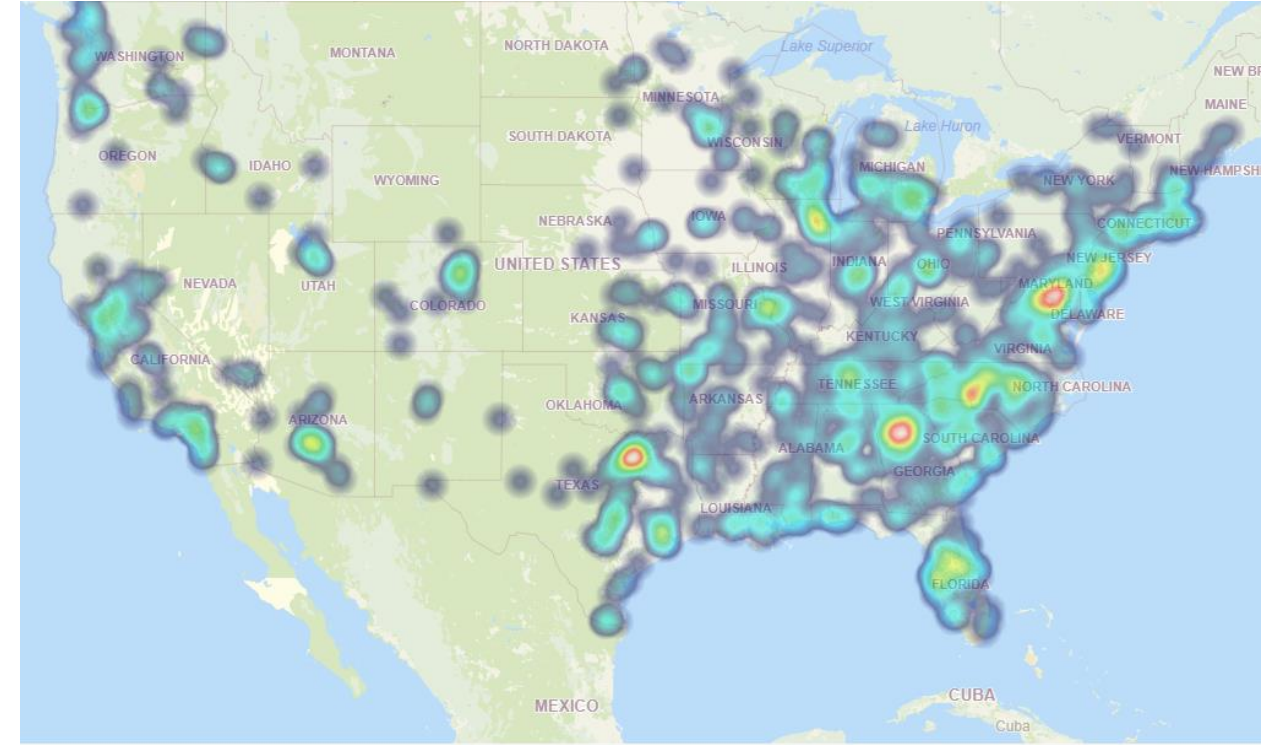 Lake Superior
NORTH DAKOTA
MONTANA
WASHINGTON
NEW BR
MINNESOTA
MAINE
Lake Huron
SOUTH DAKOTA
VERMONT
WISCONSIN
OREGON
IDAHO
MICHIGAN
NEW HAMPSH
WYOMING
NEW YORK
NEBRASKA
IOWA
CONNECTICUT
PENNSYLVANIA
NEW JERSEY
UNITED STATES
ILLINOIS
INDIANA
OHIO
NEVADA
UTAH
MARYLAND
COLORADO
MISSOURI
WEST VIRGINIA
DELAWARE
KANSAS
KENTUCKY
VIRGINIA
CALIFORNIA
TENNESSEE
NORTH CAROLINA
OKLAHOMA
ARKANSAS
ARIZONA
SOUTH CAROLINA
ALABAMA
GEORGIA
TEXAS
LOUISIANA
FLORIDA
CUBA
MEXICO
Cuba